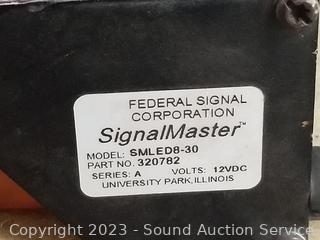 FEDERAL SIGNAL
CORPORATION
SignalMaster™
MODEL: SMLED8-30
PART NO. 320782
SERIES: A VOLTS: 12VDC
UNIVERSITY PARK, ILLINOIS
Copyright 2023 - Sound Auction Service